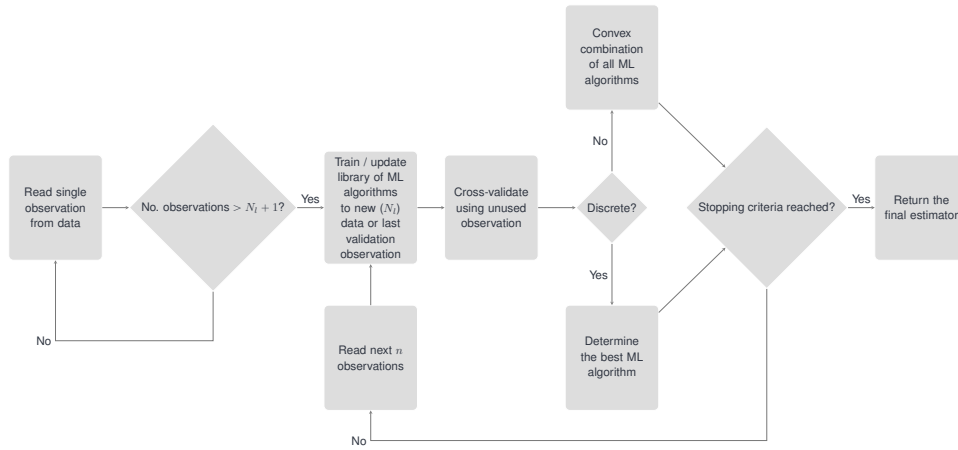 Read single
observation
from data
No. observations > N_l + 1?
Yes
No
Train / update
library of ML
algorithms
to new (N_l)
data or last
validation
observation
Cross-validate
using unused
observation
Discrete?
No
Convex
combination
of all ML
algorithms
Yes
Determine
the best ML
algorithm
Stopping criteria reached?
Yes
Return the
final estimator
No
Read next n
observations